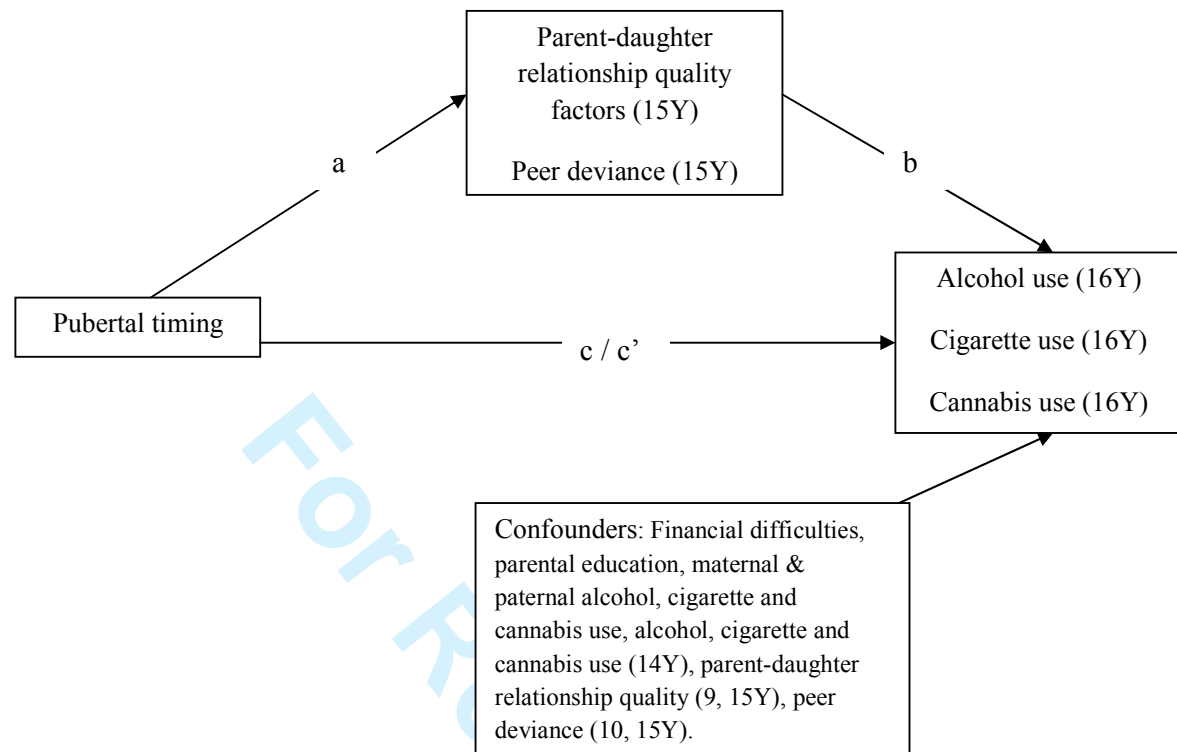 Parent-daughter
relationship quality
factors (15Y)
Peer deviance (15Y)
a
b
Pubertal timing
c / c’
Alcohol use (16Y)
Cigarette use (16Y)
Cannabis use (16Y)
Confounders: Financial difficulties,
parental education, maternal &
paternal alcohol, cigarette and
cannabis use, alcohol, cigarette and
cannabis use (14Y), parent-daughter
relationship quality (9, 15Y), peer
deviance (10, 15Y).
For Re